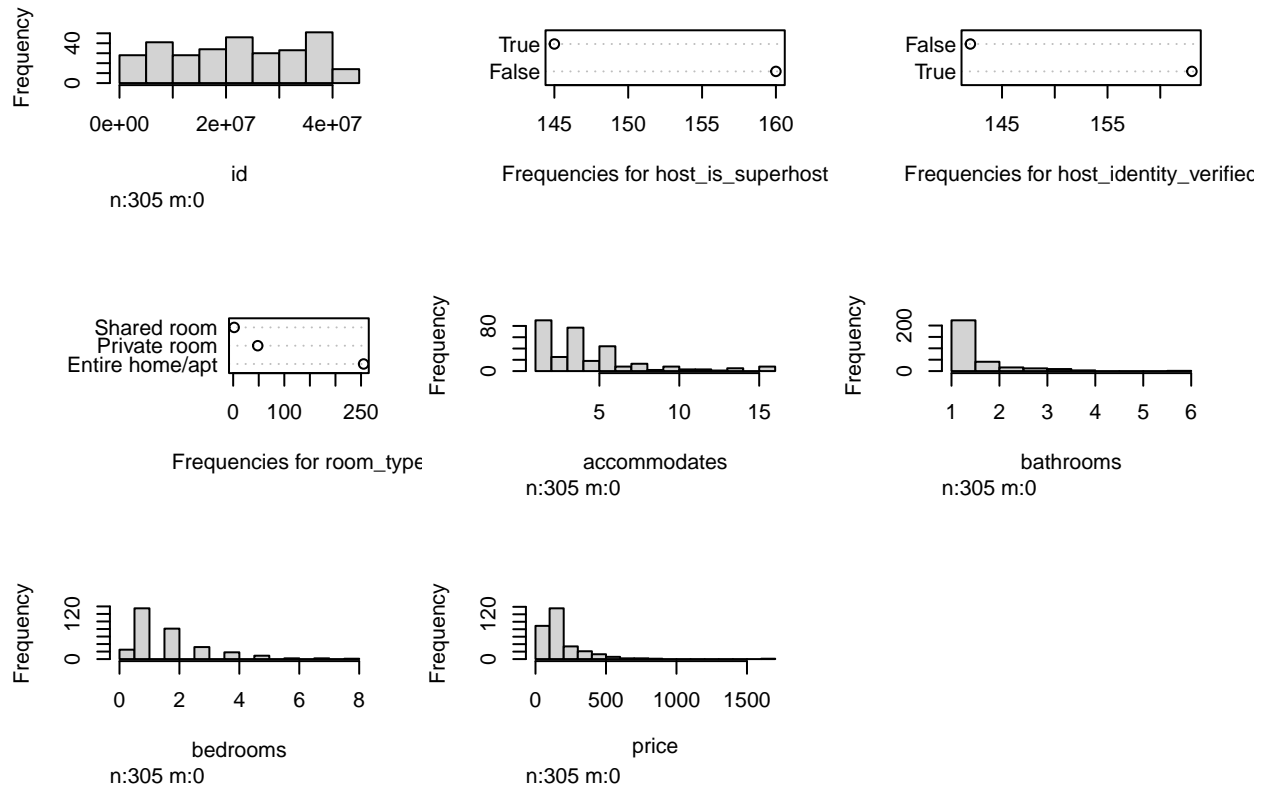 Frequency
40
0
0e+00 2e+07 4e+07
id
n:305 m:0
True
False
145 150 155 160
Frequencies for host_is_superhost
False
True
145 155
Frequencies for host_identity_verified
Shared room
Private room
Entire home/apt
0 100 250
Frequencies for room_type
Frequency
80
0
5 10 15
accommodates
n:305 m:0
Frequency
200
0
1 2 3 4 5 6
bathrooms
n:305 m:0
Frequency
120
0
0 2 4 6 8
bedrooms
n:305 m:0
Frequency
120
0
0 500 1000 1500
price
n:305 m:0